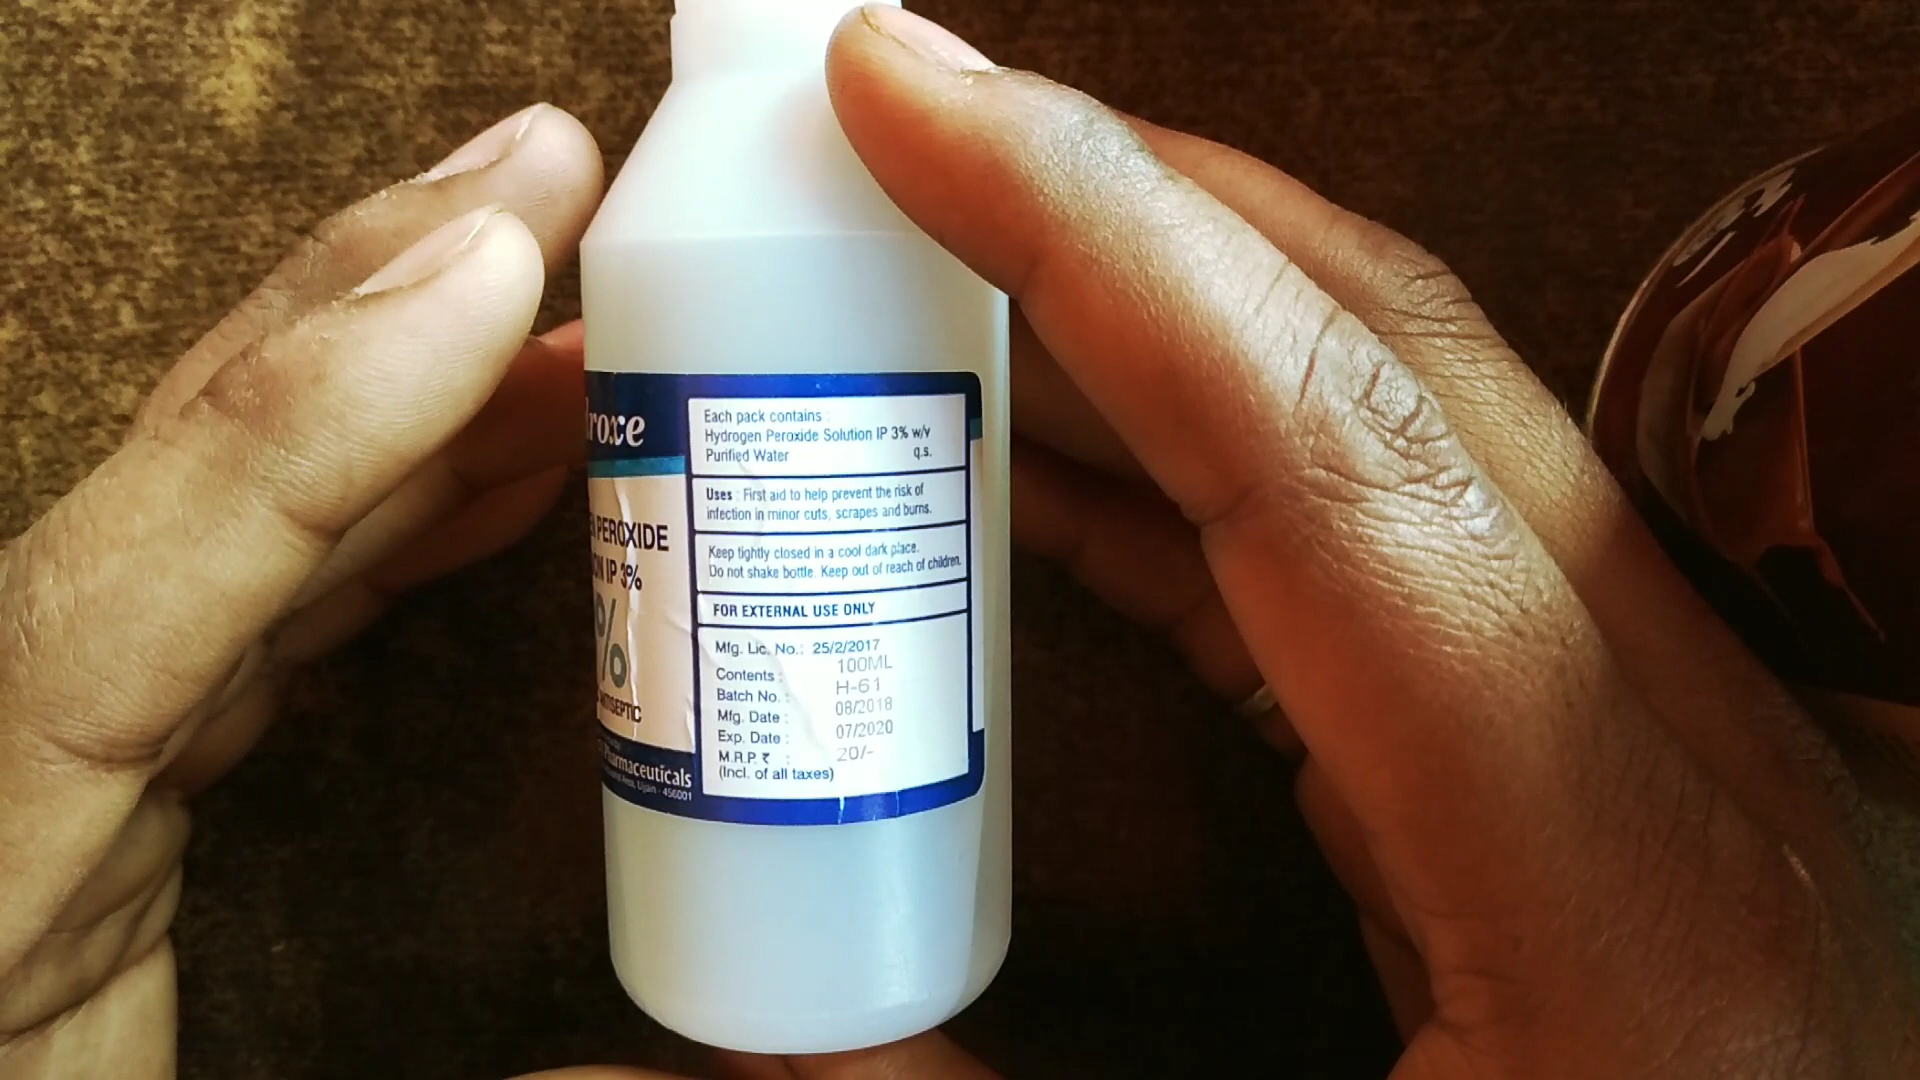 roxe
PEROXIDE
IP 3%
%
ANTISEPTIC
Pharmaceuticals
Ujjain - 456001
Each pack contains :
Hydrogen Peroxide Solution IP 3% w/v
Purified Water q.s.
Uses : First aid to help prevent the risk of
infection in minor cuts, scrapes and burns.
Keep tightly closed in a cool dark place.
Do not shake bottle. Keep out of reach of children.
FOR EXTERNAL USE ONLY
Mfg. Lic. No.: 25/2/2017
Contents : 100ML
Batch No. : H-61
Mfg. Date : 08/2018
Exp. Date : 07/2020
M.R.P. ₹ : 20/-
(Incl. of all taxes)